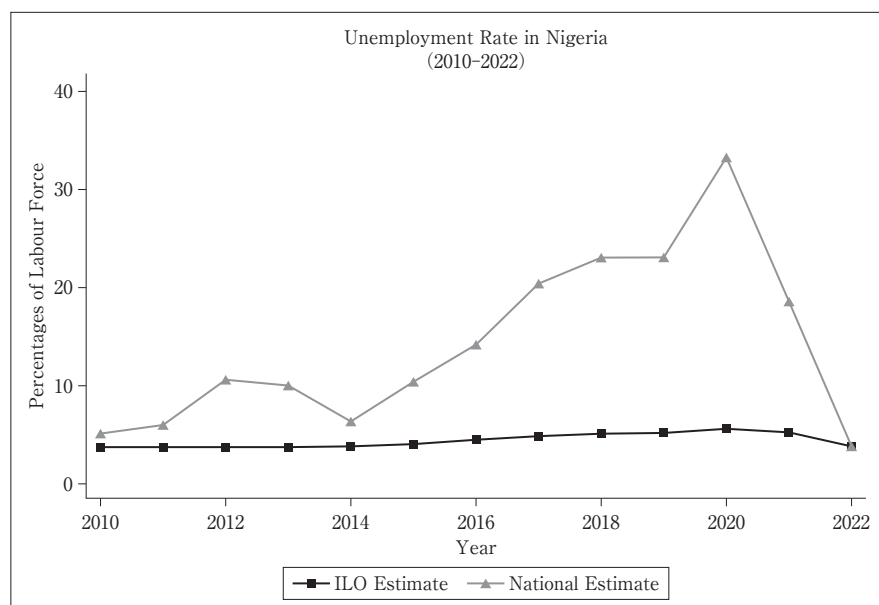 Unemployment Rate in Nigeria
(2010–2022)
Percentages of Labour Force
40
30
20
10
0
2010 2012 2014 2016 2018 2020 2022
Year
ILO Estimate National Estimate